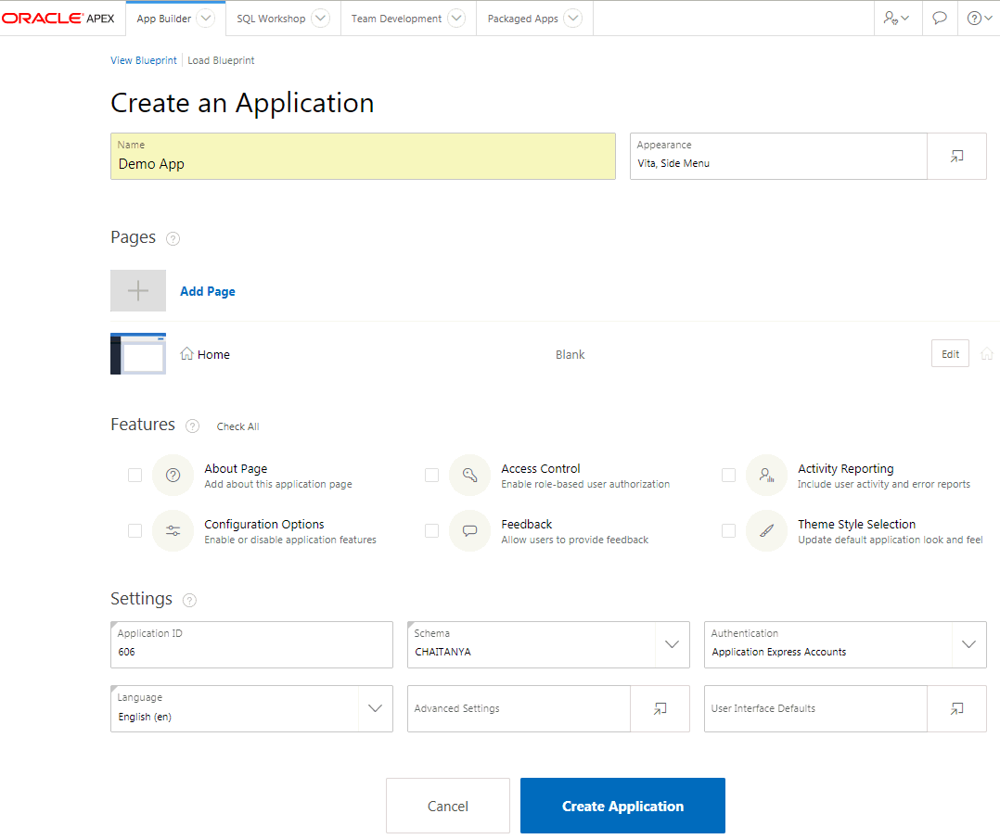 ORACLE® APEX App Builder SQL Workshop Team Development Packaged Apps
View Blueprint Load Blueprint
Create an Application
Name
Demo App
Appearance
Vita, Side Menu
Pages
Add Page
Home Blank Edit
Features Check All
About Page
Add about this application page
Access Control
Enable role-based user authorization
Activity Reporting
Include user activity and error reports
Configuration Options
Enable or disable application features
Feedback
Allow users to provide feedback
Theme Style Selection
Update default application look and feel
Settings
Application ID
606
Schema
CHAITANYA
Authentication
Application Express Accounts
Language
English (en)
Advanced Settings
User Interface Defaults
Cancel Create Application